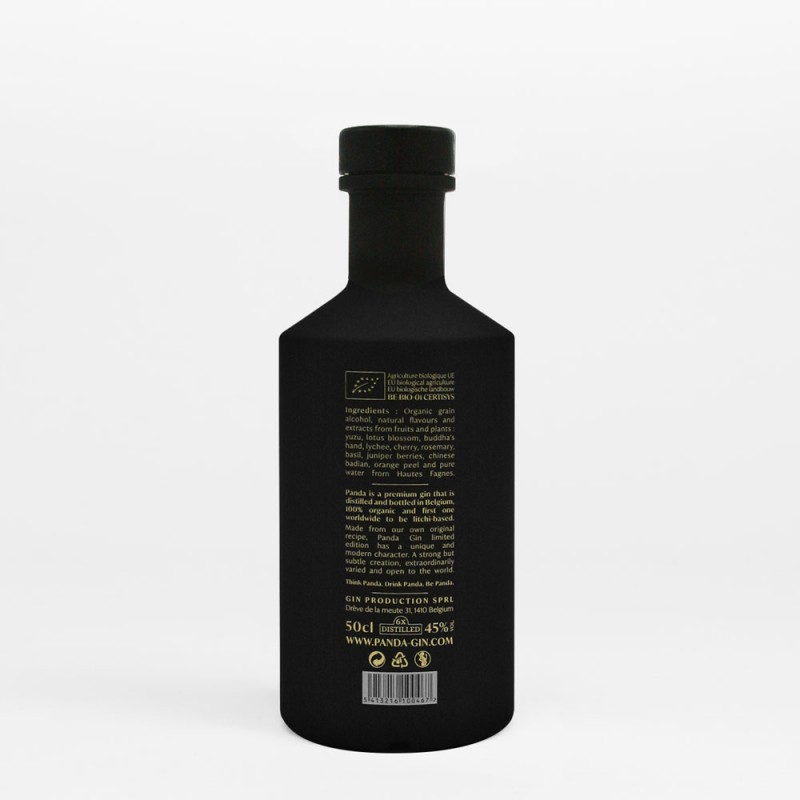 Agriculture biologique UE
EU biological agriculture
EU biologische landbouw
BE-BIO-01 CERTISYS
Ingredients : Organic grain
alcohol, natural flavours and
extracts from fruits and plants :
yuzu, lotus blossom, buddha's
hand, lychee, cherry, rosemary,
basil, juniper berries, chinese
badian, orange peel and pure
water from Hautes Fagnes.
Panda is a premium gin that is
distilled and bottled in Belgium,
100% organic and first one
worldwide to be litchi-based.
Made from our own original
recipe, Panda Gin limited
edition has a unique and
modern character. A strong but
subtle creation, extraordinarily
varied and open to the world.
Think Panda. Drink Panda. Be Panda.
GIN PRODUCTION SPRL
Drève de la meute 31, 1410 Belgium
50cl 6X DISTILLED 45% VOL
WWW.PANDA-GIN.COM
5 413216 100467